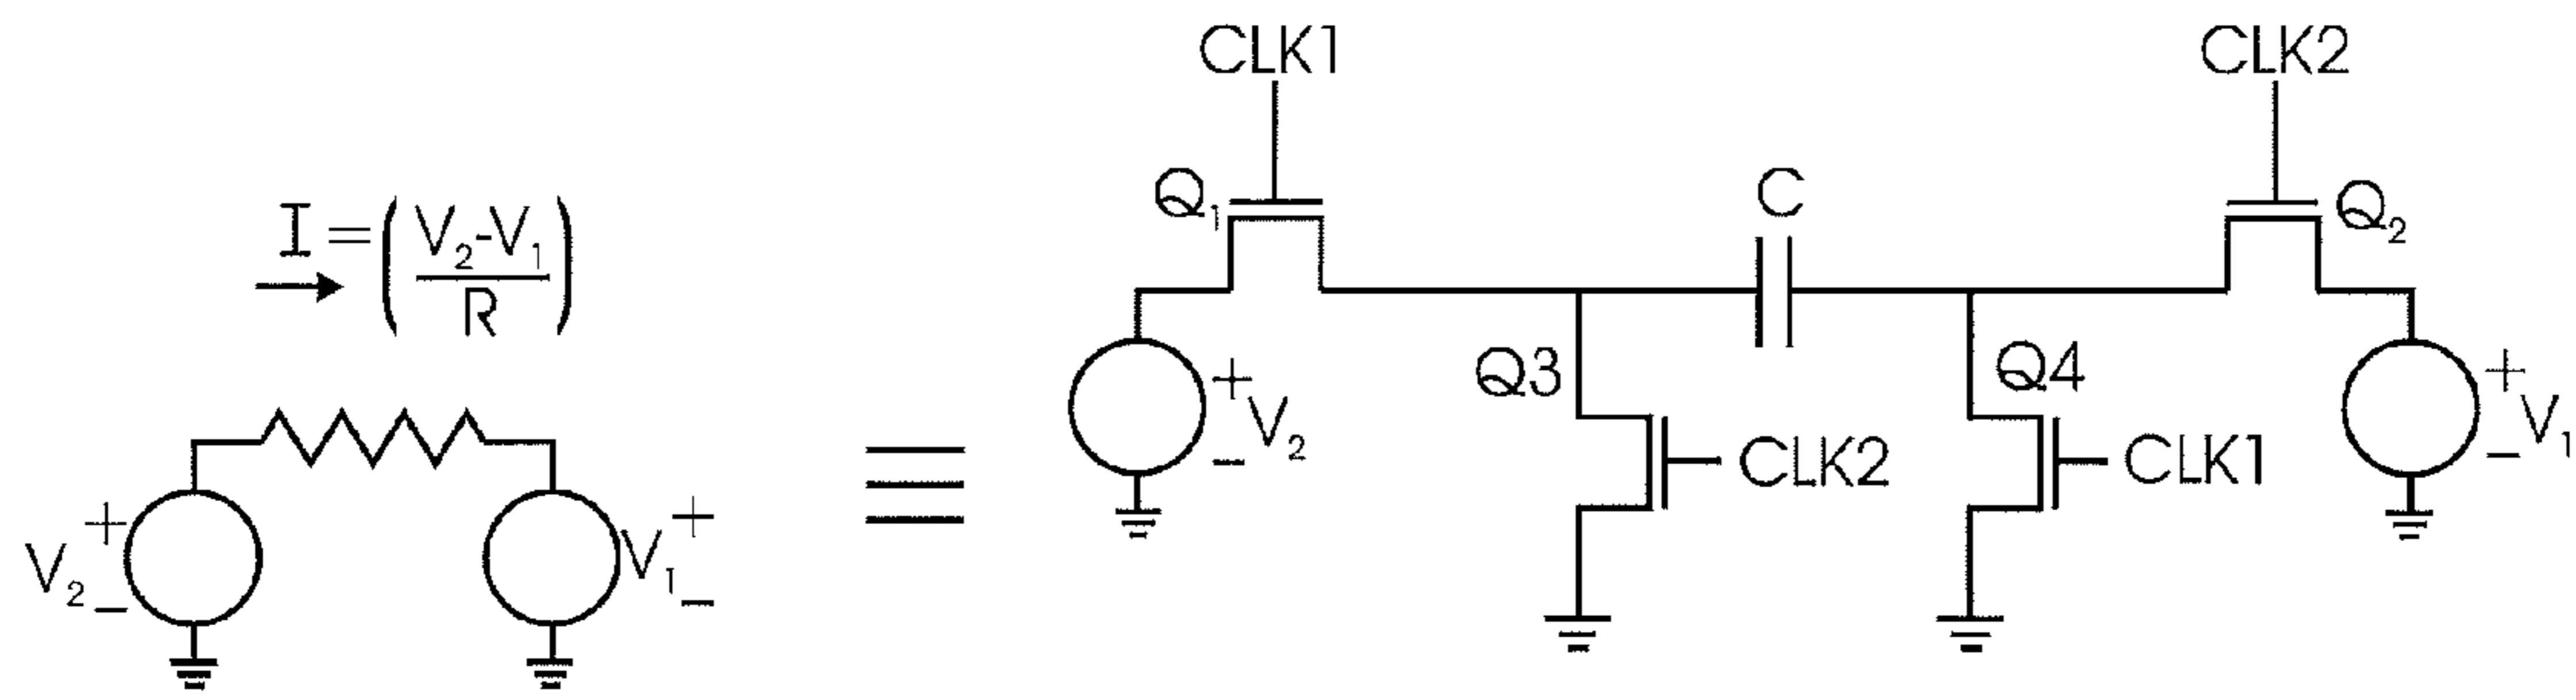 CLK1
CLK2
Q₁
C
Q₂
I = (V₂-V₁ / R)
Q3
Q4
+
V₂
−
CLK2
CLK1
+
V₁
−
+
V₂
−
V₁
+
−